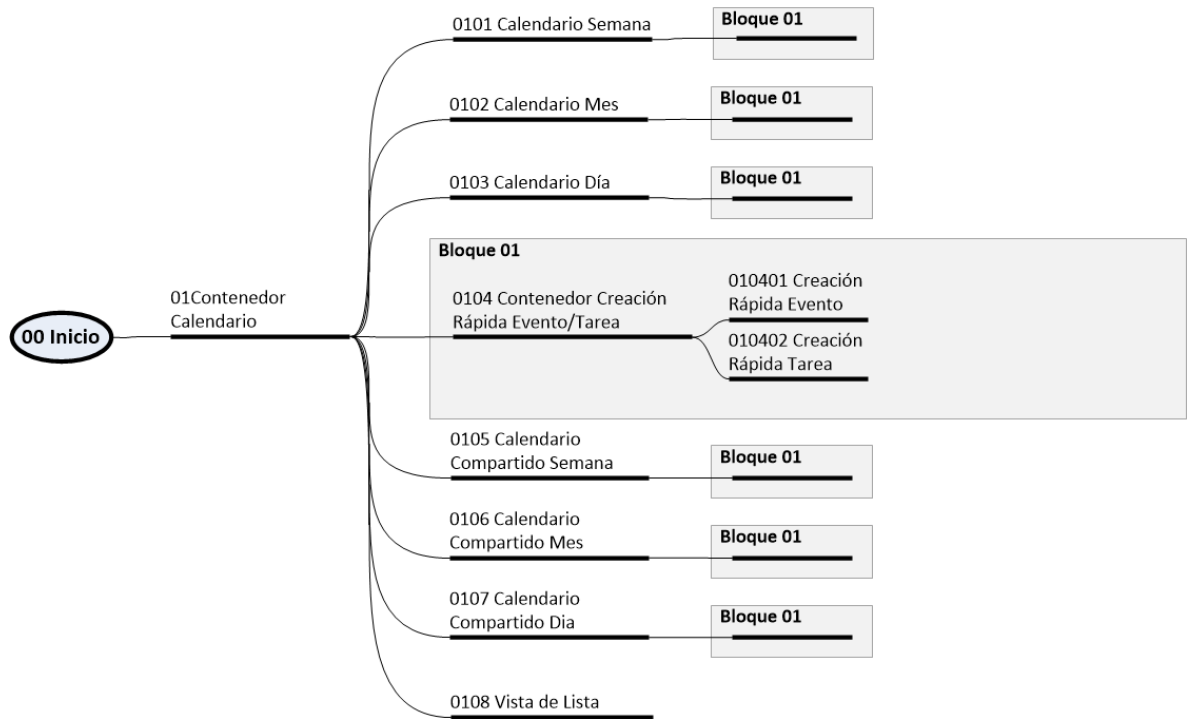 0101 Calendario Semana
Bloque 01
0102 Calendario Mes
Bloque 01
0103 Calendario Día
Bloque 01
Bloque 01
00 Inicio
01Contenedor
Calendario
0104 Contenedor Creación
Rápida Evento/Tarea
010401 Creación
Rápida Evento
010402 Creación
Rápida Tarea
0105 Calendario
Compartido Semana
Bloque 01
0106 Calendario
Compartido Mes
Bloque 01
0107 Calendario
Compartido Dia
Bloque 01
0108 Vista de Lista